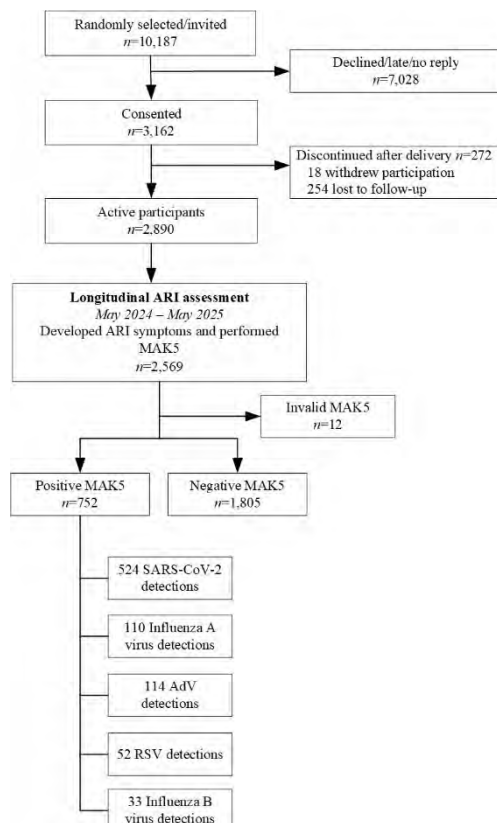 Randomly selected/invited
n=10,187
Declined/late/no reply
n=7,028
Consented
n=3,162
Discontinued after delivery n=272
18 withdrew participation
254 lost to follow-up
Active participants
n=2,890
Longitudinal ARI assessment
May 2024 – May 2025
Developed ARI symptoms and performed
MAK5
n=2,569
Invalid MAK5
n=12
Positive MAK5
n=752
Negative MAK5
n=1,805
524 SARS-CoV-2
detections
110 Influenza A
virus detections
114 AdV
detections
52 RSV detections
33 Influenza B
virus detections